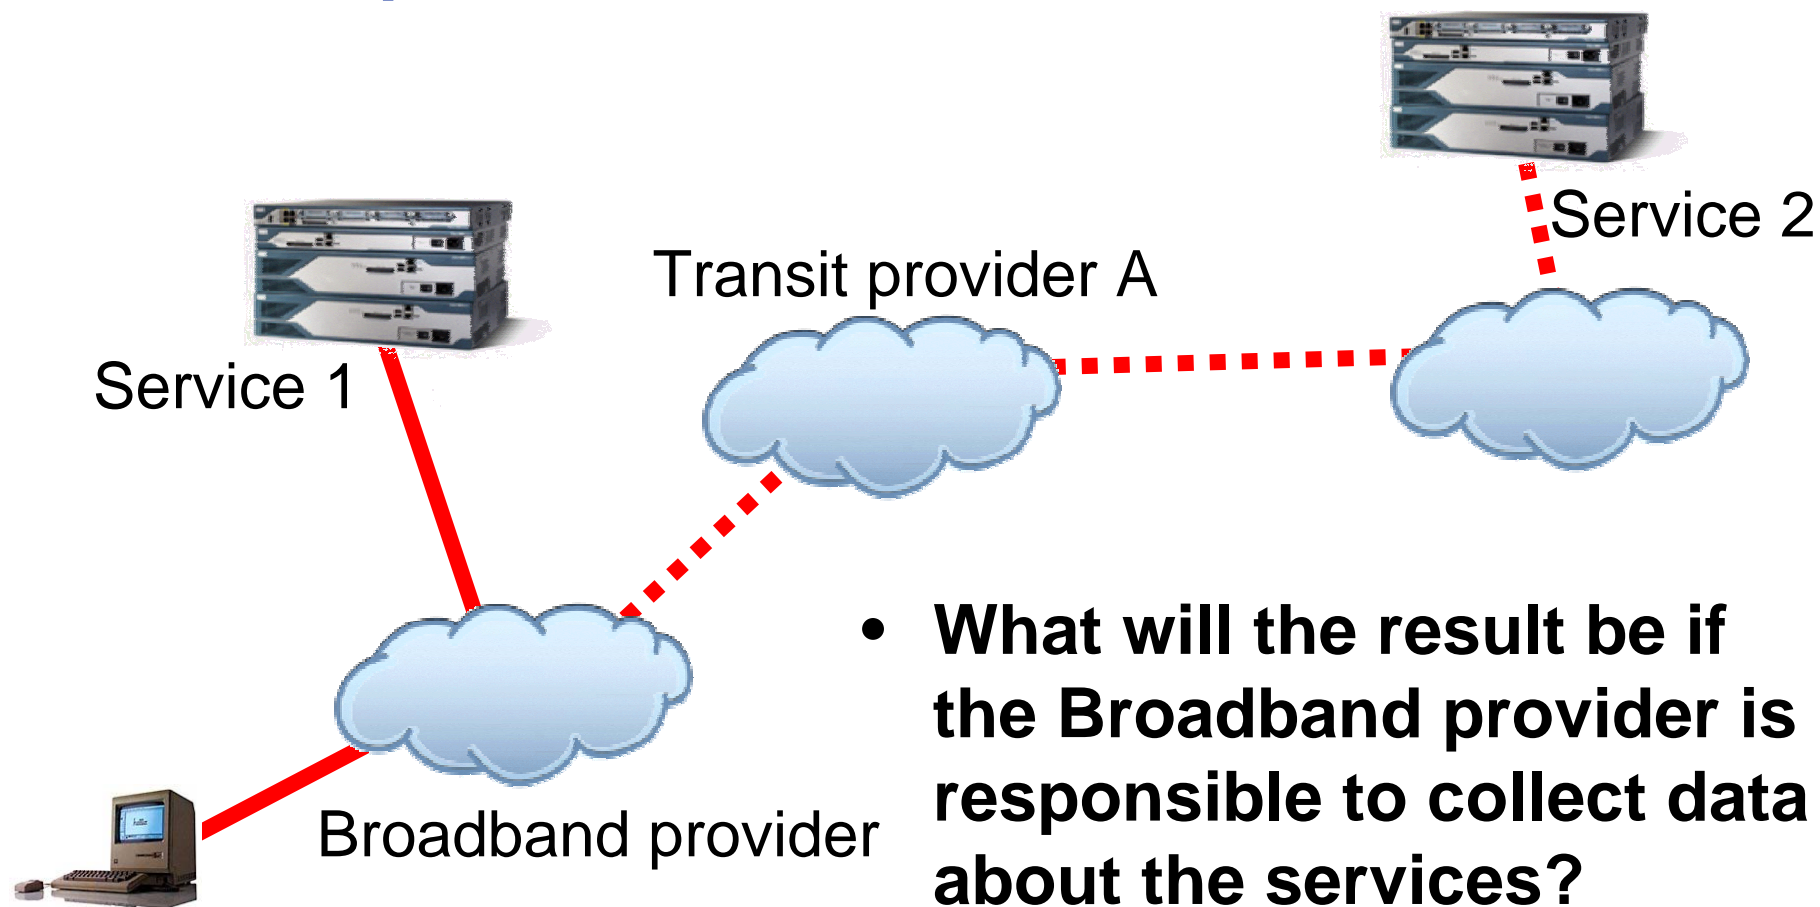 Service 2
Transit provider A
Service 1
• What will the result be if
the Broadband provider is
responsible to collect data
about the services?
Broadband provider